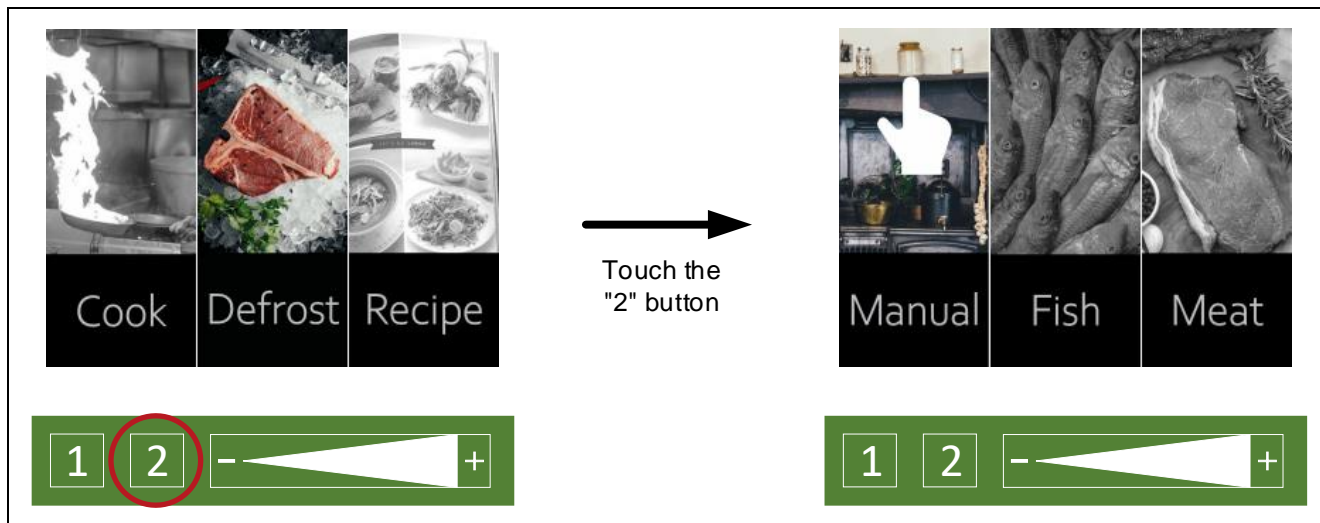 Cook Defrost Recipe
Touch the
"2" button
Manual Fish Meat
1 2 - +
1 2 - +